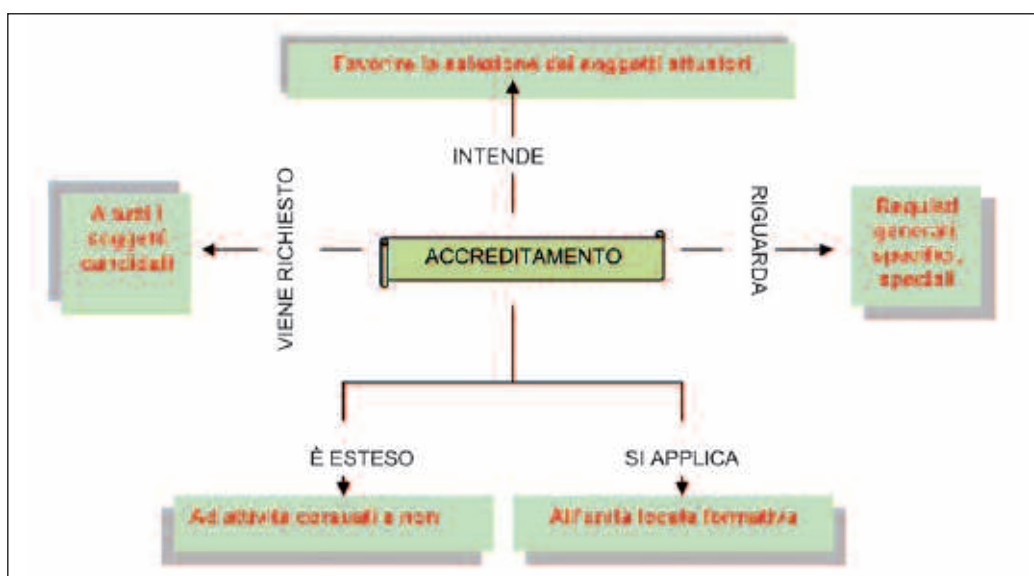 Favorire la selezione dei soggetti attuatori
INTENDE
VIENE RICHIESTO
A tutti i
soggetti
candidati
ACCREDITAMENTO
RIGUARDA
Requisiti
generali,
specifici,
speciali
È ESTESO
SI APPLICA
Ad attività e non
All'unità locale formativa